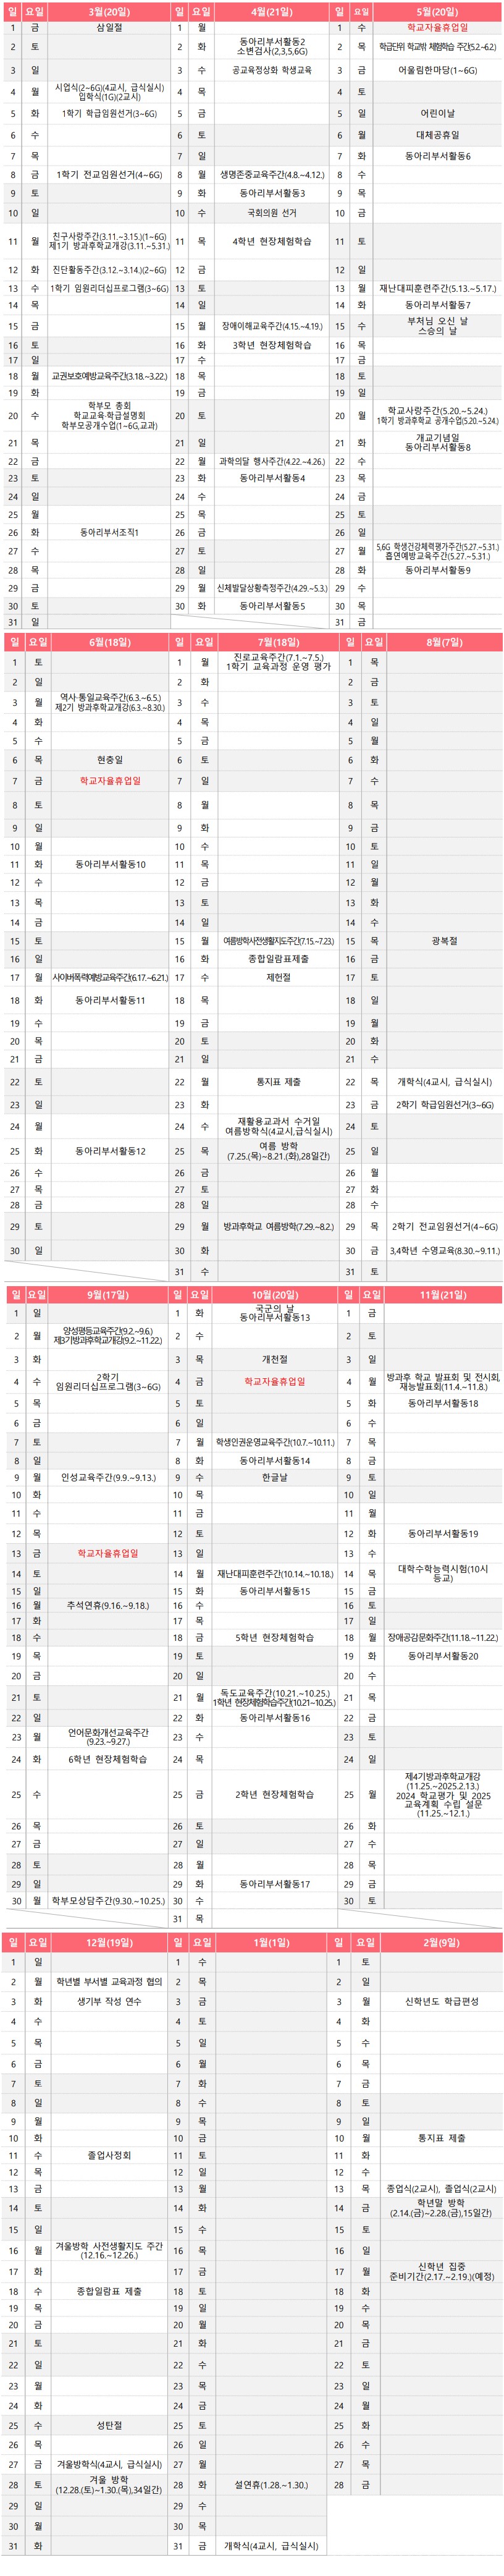 일 요일 3월(20일) 일 요일 4월(21일) 일 요일 5월(20일)
1 금 삼일절 1 월 1 수 학교자율휴업일
2 토 2 화 동아리부서활동2 소변검사(2,3,5,6G) 2 목 학급단위 학교밖 체험학습 주간(5.2.~6.2.)
3 일 3 수 공교육정상화 학생교육 3 금 어울림한마당(1~6G)
4 월 시업식(2~6G)(4교시, 급식실시) 입학식(1G)(2교시) 4 목 4 토
5 화 1학기 학급임원선거(3~6G) 5 금 5 일 어린이날
6 수 6 토 6 월 대체공휴일
7 목 7 일 7 화 동아리부서활동6
8 금 1학기 전교임원선거(4~6G) 8 월 생명존중교육주간(4.8.~4.12.) 8 수
9 토 9 화 동아리부서활동3 9 목
10 일 10 수 국회의원 선거 10 금
11 월 친구사랑주간(3.11.~3.15.)(1~6G) 제1기 방과후학교개강(3.11.~5.31.) 11 목 4학년 현장체험학습 11 토
12 화 진단활동주간(3.12.~3.14.)(2~6G) 12 금 12 일
13 수 1학기 임원리더십프로그램(3~6G) 13 토 13 월 재난대피훈련주간(5.13.~5.17.)
14 목 14 일 14 화 동아리부서활동7
15 금 15 월 장애이해교육주간(4.15.~4.19.) 15 수 부처님 오신 날 스승의 날
16 토 16 화 3학년 현장체험학습 16 목
17 일 17 수 17 금
18 월 교권보호예방교육주간(3.18.~3.22.) 18 목 18 토
19 화 19 금 19 일
20 수 학부모 총회 학교교육·학급설명회 학부모공개수업(1~6G,교과) 20 토 20 월 학교사랑주간(5.20.~5.24.) 1학기 방과후학교 공개수업(5.20.~5.24.)
21 목 21 일 21 화 개교기념일 동아리부서활동8
22 금 22 월 과학의달 행사주간(4.22.~4.26.) 22 수
23 토 23 화 동아리부서활동4 23 목
24 일 24 수 24 금
25 월 25 목 25 토
26 화 동아리부서조직1 26 금 26 일
27 수 27 토 27 월 5,6G 학생건강체력평가주간(5.27.~5.31.) 흡연예방교육주간(5.27.~5.31.)
28 목 28 일 28 화 동아리부서활동9
29 금 29 월 신체발달상황측정주간(4.29.~5.3.) 29 수
30 토 30 화 동아리부서활동5 30 목
31 일 31 금
일 요일 6월(18일) 일 요일 7월(18일) 일 요일 8월(7일)
1 토 1 월 진로교육주간(7.1.~7.5.) 1학기 교육과정 운영 평가 1 목
2 일 2 화 2 금
3 월 역사·통일교육주간(6.3.~6.5.) 제2기 방과후학교개강(6.3.~8.30.) 3 수 3 토
4 화 4 목 4 일
5 수 5 금 5 월
6 목 현충일 6 토 6 화
7 금 학교자율휴업일 7 일 7 수
8 토 8 월 8 목
9 일 9 화 9 금
10 월 10 수 10 토
11 화 동아리부서활동10 11 목 11 일
12 수 12 금 12 월
13 목 13 토 13 화
14 금 14 일 14 수
15 토 15 월 여름방학사전생활지도주간(7.15.~7.23.) 15 목 광복절
16 일 16 화 종합일람표제출 16 금
17 월 사이버폭력예방교육주간(6.17.~6.21.) 17 수 제헌절 17 토
18 화 동아리부서활동11 18 목 18 일
19 수 19 금 19 월
20 목 20 토 20 화
21 금 21 일 21 수
22 토 22 월 통지표 제출 22 목 개학식(4교시, 급식실시)
23 일 23 화 23 금 2학기 학급임원선거(3~6G)
24 월 24 수 재활용교과서 수거일 여름방학식(4교시,급식실시) 24 토
25 화 동아리부서활동12 25 목 여름 방학 (7.25.(목)~8.21.(화),28일간) 25 일
26 수 26 금 26 월
27 목 27 토 27 화
28 금 28 일 28 수
29 토 29 월 방과후학교 여름방학(7.29.~8.2.) 29 목 2학기 전교임원선거(4~6G)
30 일 30 화 30 금 3,4학년 수영교육(8.30.~9.11.)
31 수 31 토
일 요일 9월(17일) 일 요일 10월(20일) 일 요일 11월(21일)
1 일 1 화 국군의 날 동아리부서활동13 1 금
2 월 양성평등교육주간(9.2.~9.6.) 제3기방과후학교개강(9.2.~11.22.) 2 수 2 토
3 화 3 목 개천절 3 일
4 수 2학기 임원리더십프로그램(3~6G) 4 금 학교자율휴업일 4 월 방과후 학교 발표회 및 전시회, 재능발표회(11.4.~11.8.)
5 목 5 토 5 화 동아리부서활동18
6 금 6 일 6 수
7 토 7 월 학생인권운영교육주간(10.7.~10.11.) 7 목
8 일 8 화 동아리부서활동14 8 금
9 월 인성교육주간(9.9.~9.13.) 9 수 한글날 9 토
10 화 10 목 10 일
11 수 11 금 11 월
12 목 12 토 12 화 동아리부서활동19
13 금 학교자율휴업일 13 일 13 수
14 토 14 월 재난대피훈련주간(10.14.~10.18.) 14 목 대학수학능력시험(10시 등교)
15 일 15 화 동아리부서활동15 15 금
16 월 추석연휴(9.16.~9.18.) 16 수 16 토
17 화 17 목 17 일
18 수 18 금 5학년 현장체험학습 18 월 장애공감문화주간(11.18.~11.22.)
19 목 19 토 19 화 동아리부서활동20
20 금 20 일 20 수
21 토 21 월 독도교육주간(10.21.~10.25.) 1학년 현장체험학습주간(10.21~10.25.) 21 목
22 일 22 화 동아리부서활동16 22 금
23 월 언어문화개선교육주간 (9.23.~9.27.) 23 수 23 토
24 화 6학년 현장체험학습 24 목 24 일
25 수 25 금 2학년 현장체험학습 25 월 제4기방과후학교개강 (11.25.~2025.2.13.) 2024 학교평가 및 2025 교육계획 수립 설문 (11.25.~12.1.)
26 목 26 토 26 화
27 금 27 일 27 수
28 토 28 월 28 목
29 일 29 화 동아리부서활동17 29 금
30 월 학부모상담주간(9.30.~10.25.) 30 수 30 토
31 목
일 요일 12월(19일) 일 요일 1월(1일) 일 요일 2월(9일)
1 일 1 수 1 토
2 월 학년별 부서별 교육과정 협의 2 목 2 일
3 화 생기부 작성 연수 3 금 3 월 신학년도 학급편성
4 수 4 토 4 화
5 목 5 일 5 수
6 금 6 월 6 목
7 토 7 화 7 금
8 일 8 수 8 토
9 월 9 목 9 일
10 화 10 금 10 월 통지표 제출
11 수 졸업사정회 11 토 11 화
12 목 12 일 12 수
13 금 13 월 13 목 종업식(2교시), 졸업식(2교시)
14 토 14 화 14 금 학년말 방학 (2.14.(금)~2.28.(금),15일간)
15 일 15 수 15 토
16 월 겨울방학 사전생활지도 주간 (12.16.~12.26.) 16 목 16 일
17 화 17 금 17 월 신학년 집중 준비기간(2.17.~2.19.)(예정)
18 수 종합일람표 제출 18 토 18 화
19 목 19 일 19 수
20 금 20 월 20 목
21 토 21 화 21 금
22 일 22 수 22 토
23 월 23 목 23 일
24 화 24 금 24 월
25 수 성탄절 25 토 25 화
26 목 26 일 26 수
27 금 겨울방학식(4교시, 급식실시) 27 월 27 목
28 토 겨울 방학 (12.28.(토)~1.30.(목),34일간) 28 화 설연휴(1.28.~1.30.) 28 금
29 일 29 수
30 월 30 목
31 화 31 금 개학식(4교시, 급식실시)